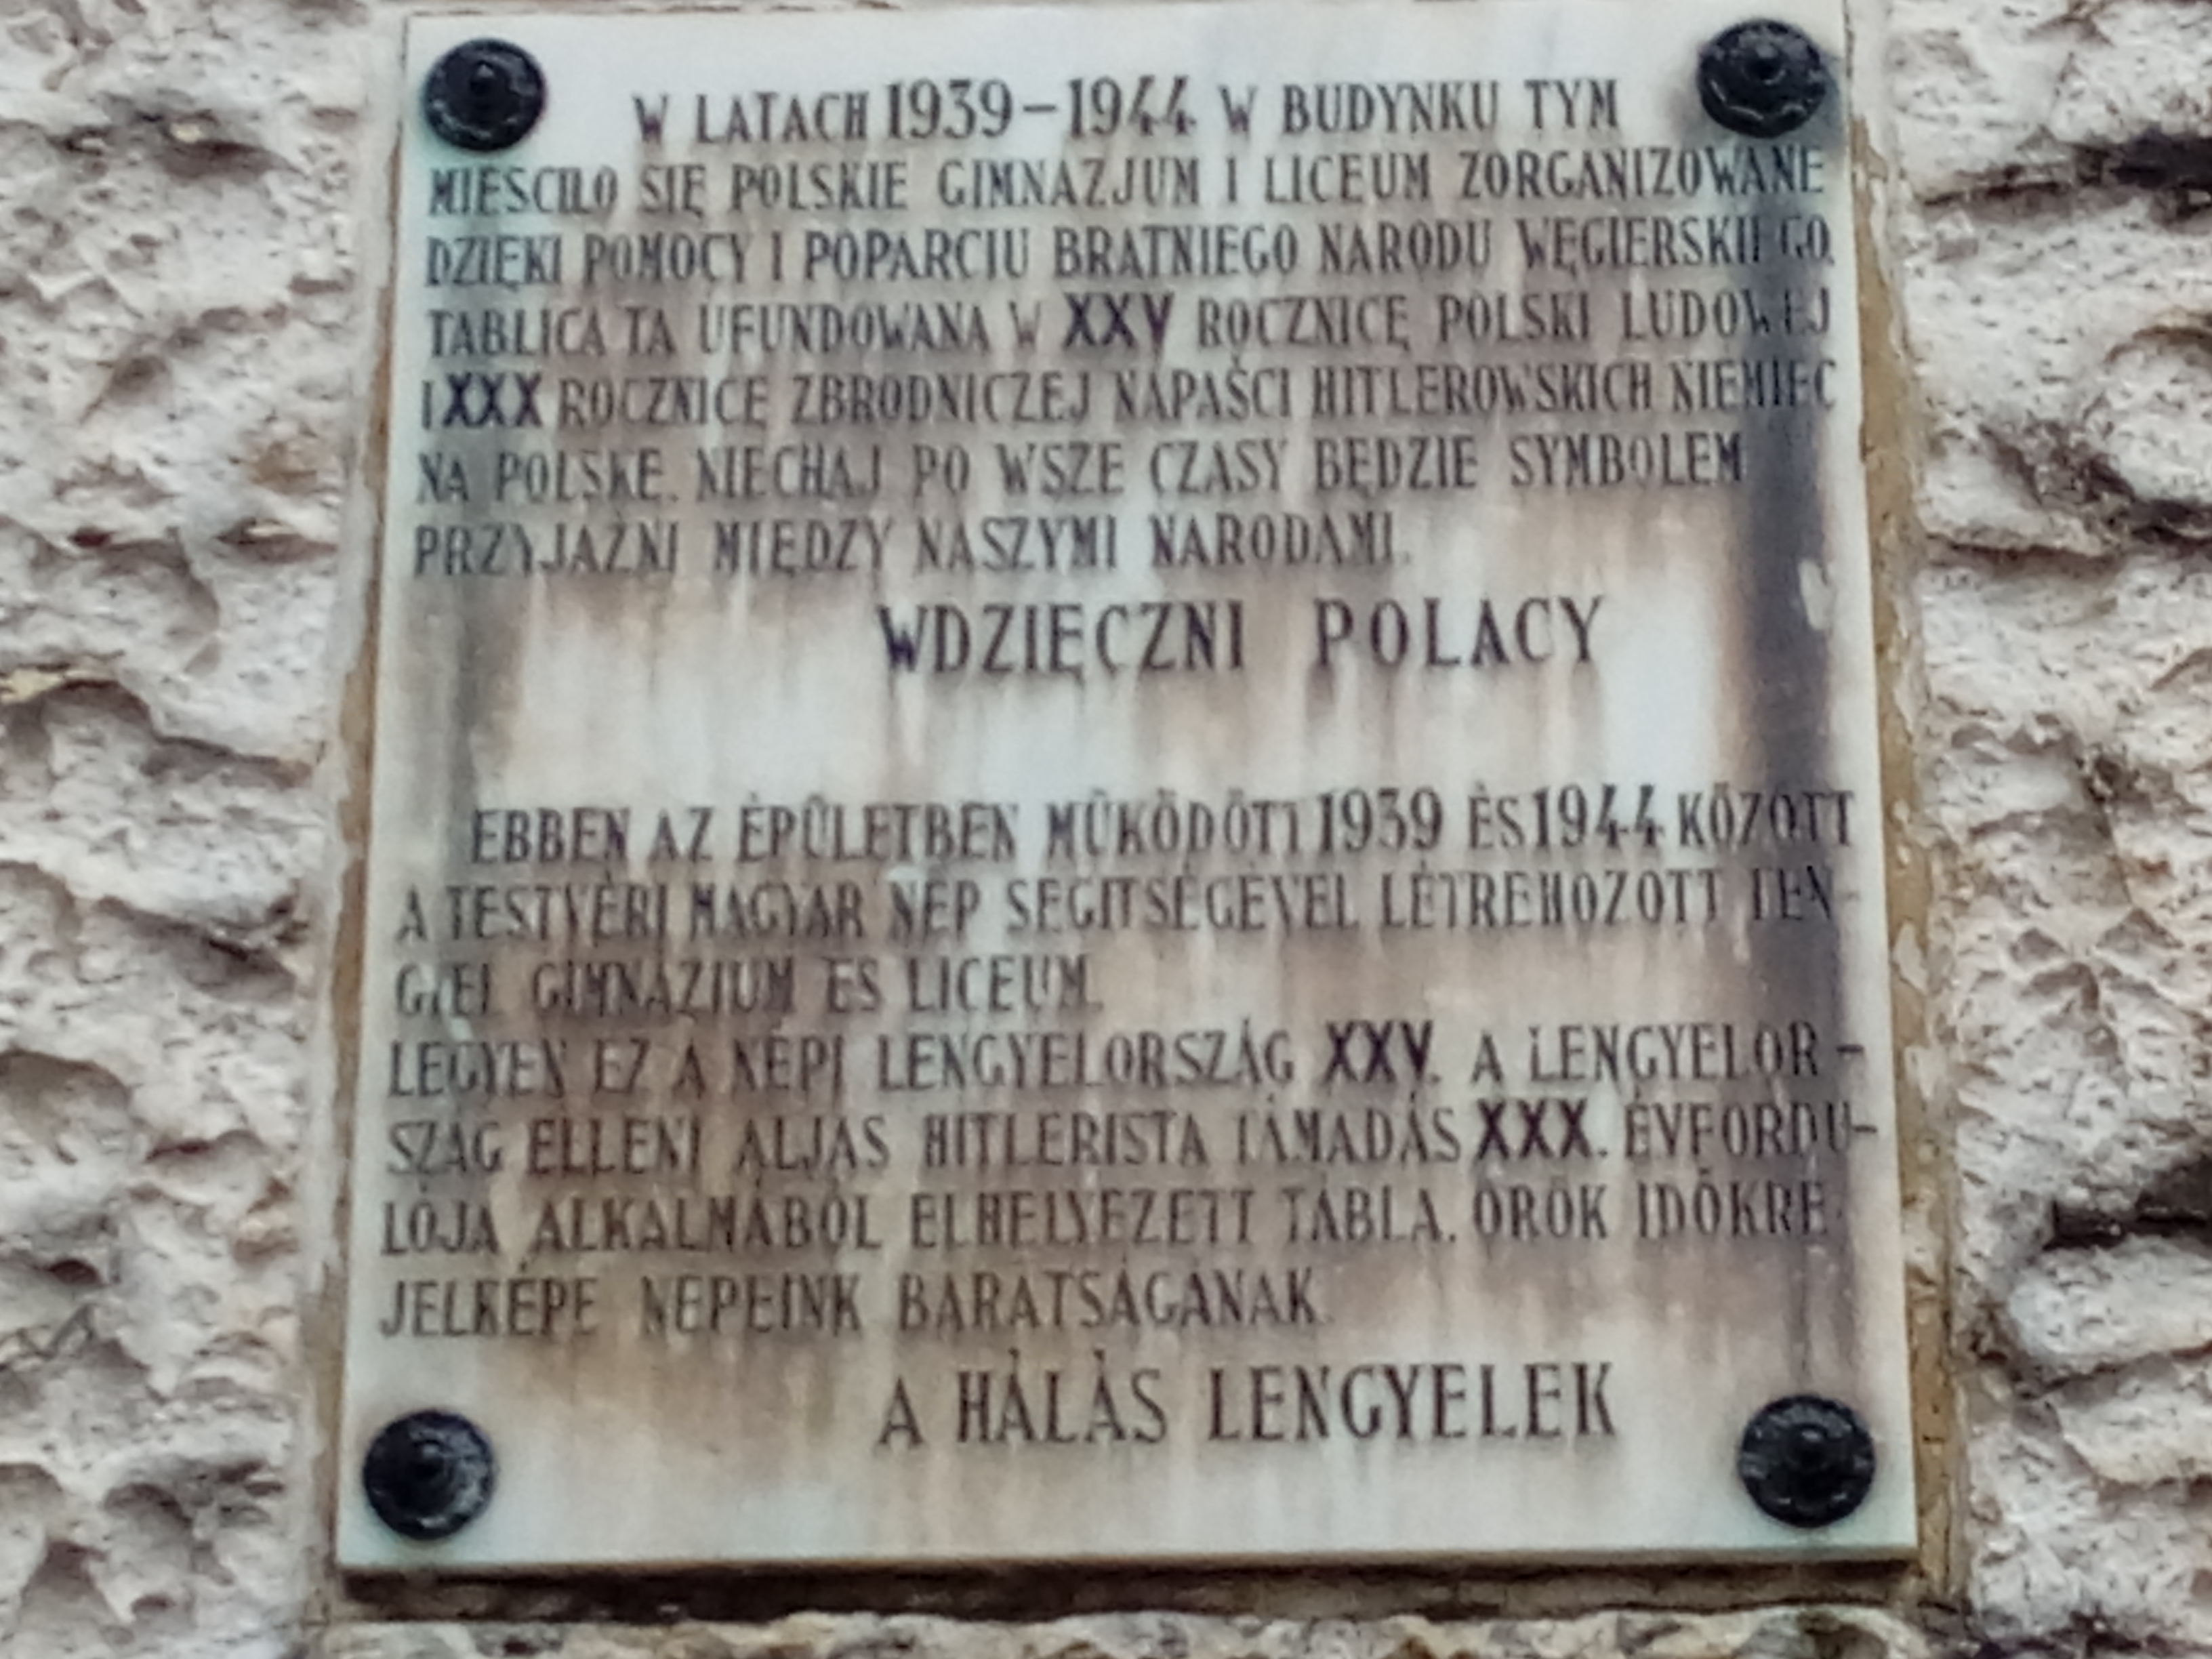 W LATACH 1939-1944 W BUDYNKU TYM
MIEŚCIŁO SIĘ POLSKIE GIMNAZJUM I LICEUM ZORGANIZOWANE
DZIĘKI POMOCY I POPARCIU BRATNIEGO NARODU WĘGIERSKIEGO.
TABLICA TA UFUNDOWANA W XXV ROCZNICĘ POLSKI LUDOWEJ
I XXX ROCZNICĘ ZBRODNICZEJ NAPAŚCI HITLEROWSKICH NIEMIEC
NA POLSKĘ. NIECHAJ PO WSZE CZASY BĘDZIE SYMBOLEM
PRZYJAŹNI MIĘDZY NASZYMI NARODAMI.
WDZIĘCZNI POLACY
EBBEN AZ ÉPÜLETBEN MŰKÖDÖTT 1939 ÉS 1944 KÖZÖTT
A TESTVÉRI MAGYAR NÉP SEGITSÉGÉVEL LÉTREHOZOTT LEN-
GYEL GIMNÁZIUM ÉS LICEUM.
LEGYEN EZ A NÉPI LENGYELORSZÁG XXV. A LENGYELOR-
SZÁG ELLENI ALJAS HITLERISTA TÁMADÁS XXX. ÉVFORDU-
LÓJA ALKALMÁBÓL ELHELYEZETT TÁBLA. ÖRÖK IDŐKRE
JELKÉPE NÉPEINK BARÁTSÁGÁNAK.
A HÁLÁS LENGYELEK